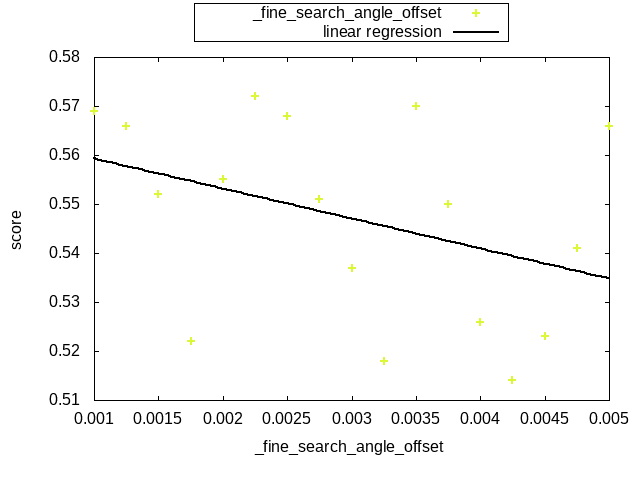 _fine_search_angle_offset
linear regression
0.58
0.57
0.56
0.55
0.54
0.53
0.52
0.51
score
0.001 0.0015 0.002 0.0025 0.003 0.0035 0.004 0.0045 0.005
_fine_search_angle_offset